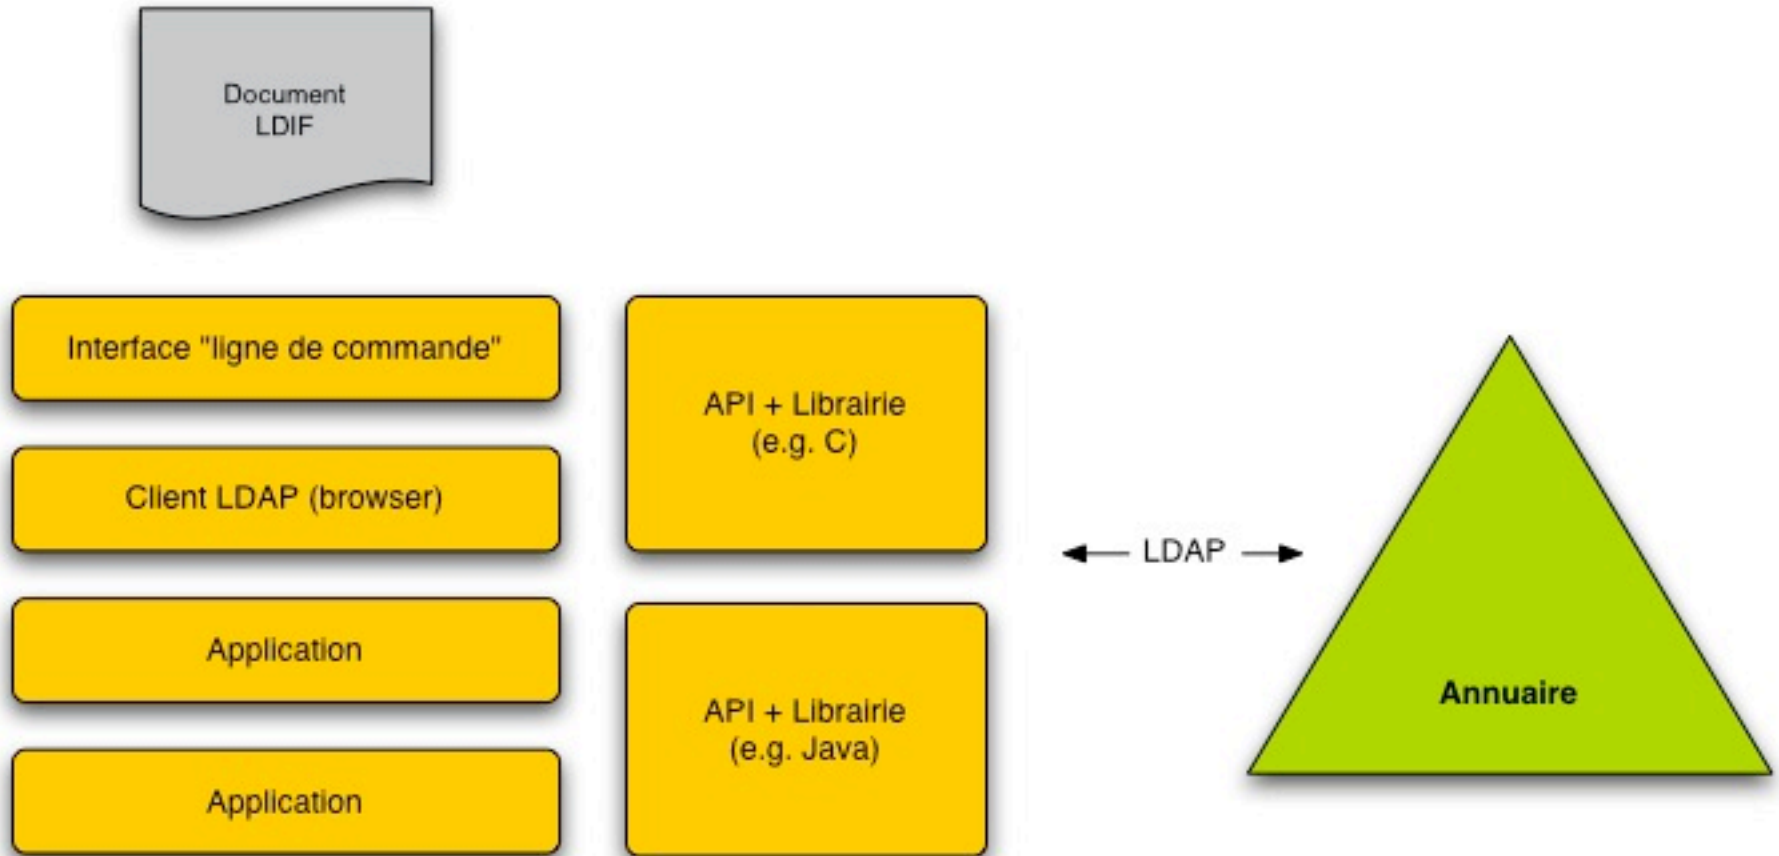 Document
LDIF
Interface "ligne de commande"
Client LDAP (browser)
Application
Application
API + Librairie
(e.g. C)
API + Librairie
(e.g. Java)
LDAP
Annuaire